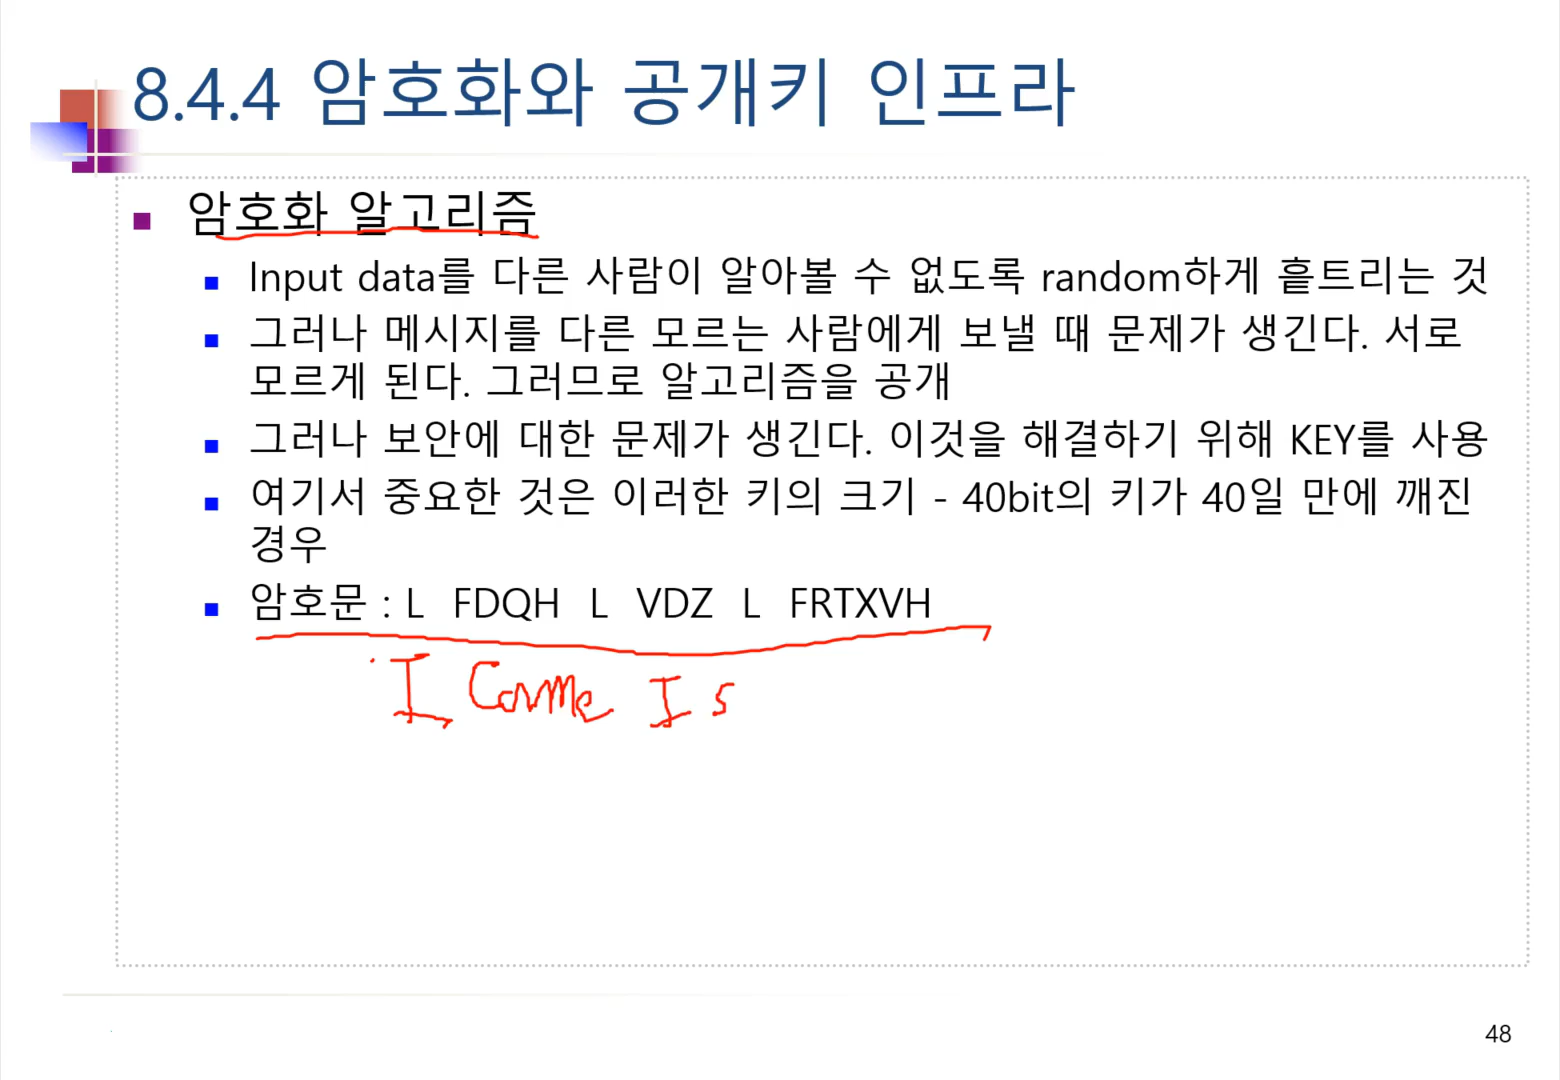 8.4.4 암호화와 공개키 인프라
암호화 알고리즘
Input data를 다른 사람이 알아볼 수 없도록 random하게 흩트리는 것
그러나 메시지를 다른 모르는 사람에게 보낼 때 문제가 생긴다. 서로
모르게 된다. 그러므로 알고리즘을 공개
그러나 보안에 대한 문제가 생긴다. 이것을 해결하기 위해 KEY를 사용
여기서 중요한 것은 이러한 키의 크기 - 40bit의 키가 40일 만에 깨진
경우
암호문 : L FDQH L VDZ L FRTXVH
I Came I s
48